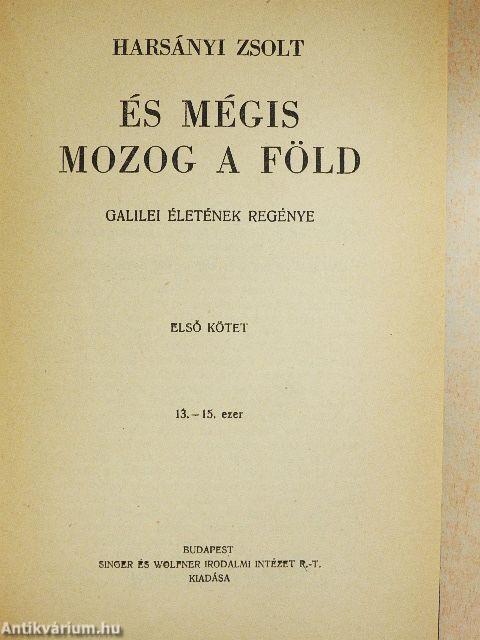 HARSÁNYI ZSOLT
ÉS MÉGIS
MOZOG A FÖLD
GALILEI ÉLETÉNEK REGÉNYE
ELSŐ KÖTET
13.–15. ezer
BUDAPEST
SINGER ÉS WOLFNER IRODALMI INTÉZET R.-T.
KIADÁSA
Antikvárium.hu